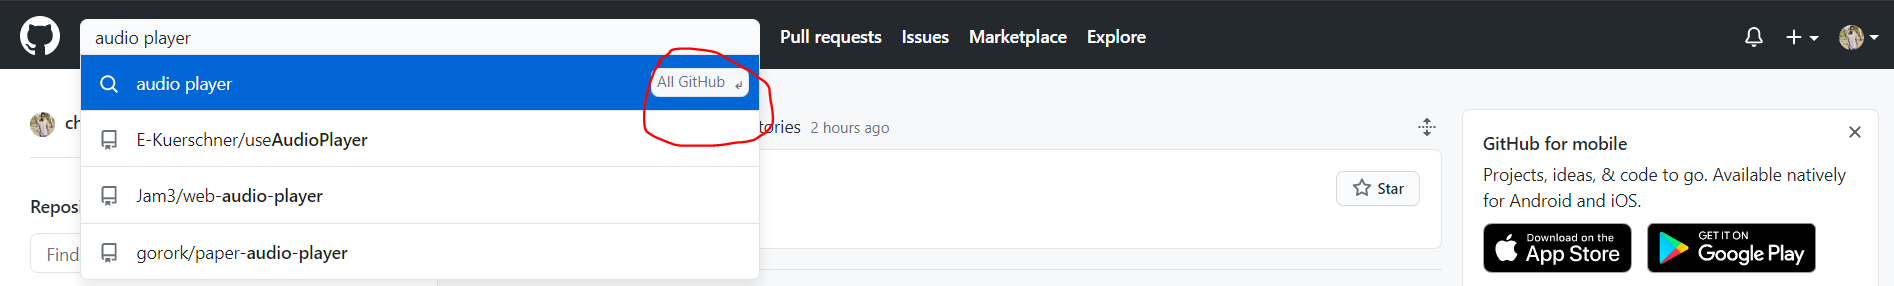 audio player
Pull requests Issues Marketplace Explore
audio player All GitHub ↵
ch
tories 2 hours ago
E-Kuerschner/useAudioPlayer
Jam3/web-audio-player
gorork/paper-audio-player
Reposi
Find
Star
GitHub for mobile
Projects, ideas, & code to go. Available natively
for Android and iOS.
Download on the
App Store
GET IT ON
Google Play